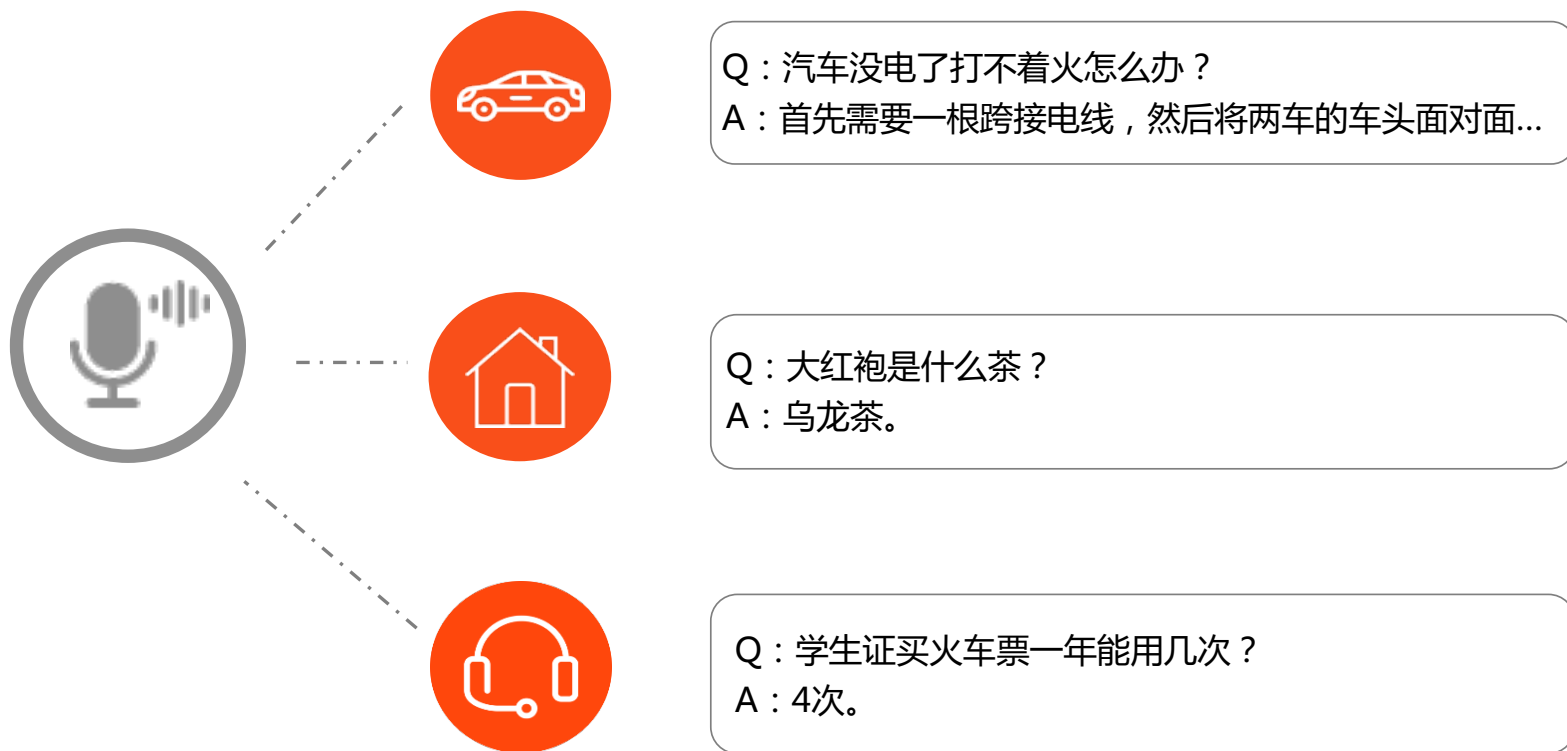 Q：汽车没电了打不着火怎么办？
A：首先需要一根跨接电线，然后将两车的车头面对面...
Q：大红袍是什么茶？
A：乌龙茶。
Q：学生证买火车票一年能用几次？
A：4次。